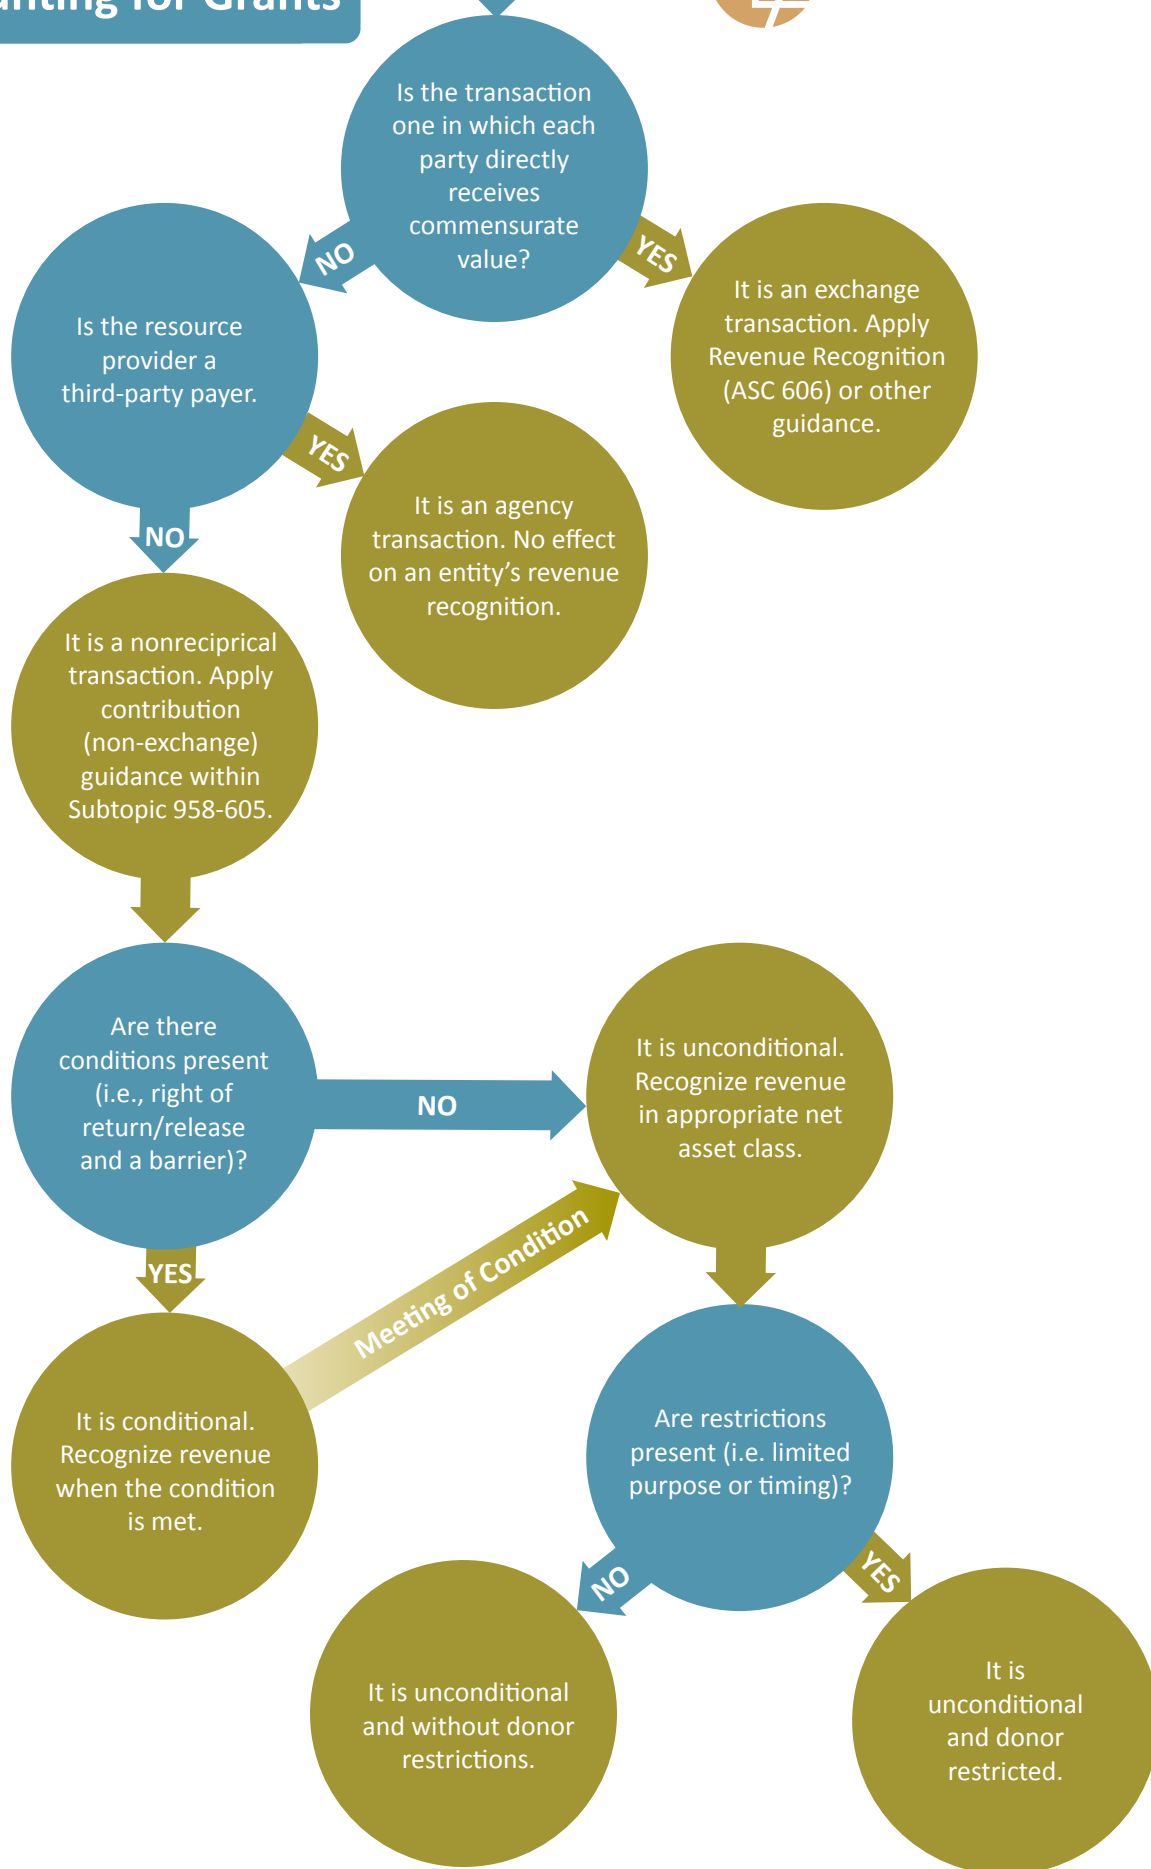 for Grants
Is the transaction
one in which each
party directly
receives
commensurate
value?
NO
YES
Is the resource
provider a
third-party payer.
It is an exchange
transaction. Apply
Revenue Recognition
(ASC 606) or other
guidance.
YES
NO
It is an agency
transaction. No effect
on an entity's revenue
recognition.
It is a nonreciprical
transaction. Apply
contribution
(non-exchange)
guidance within
Subtopic 958-605.
Are there
conditions present
(i.e., right of
return/release
and a barrier)?
NO
It is unconditional.
Recognize revenue
in appropriate net
asset class.
YES
Meeting of Condition
It is conditional.
Recognize revenue
when the condition
is met.
Are restrictions
present (i.e. limited
purpose or timing)?
NO
YES
It is unconditional
and without donor
restrictions.
It is
unconditional
and donor
restricted.